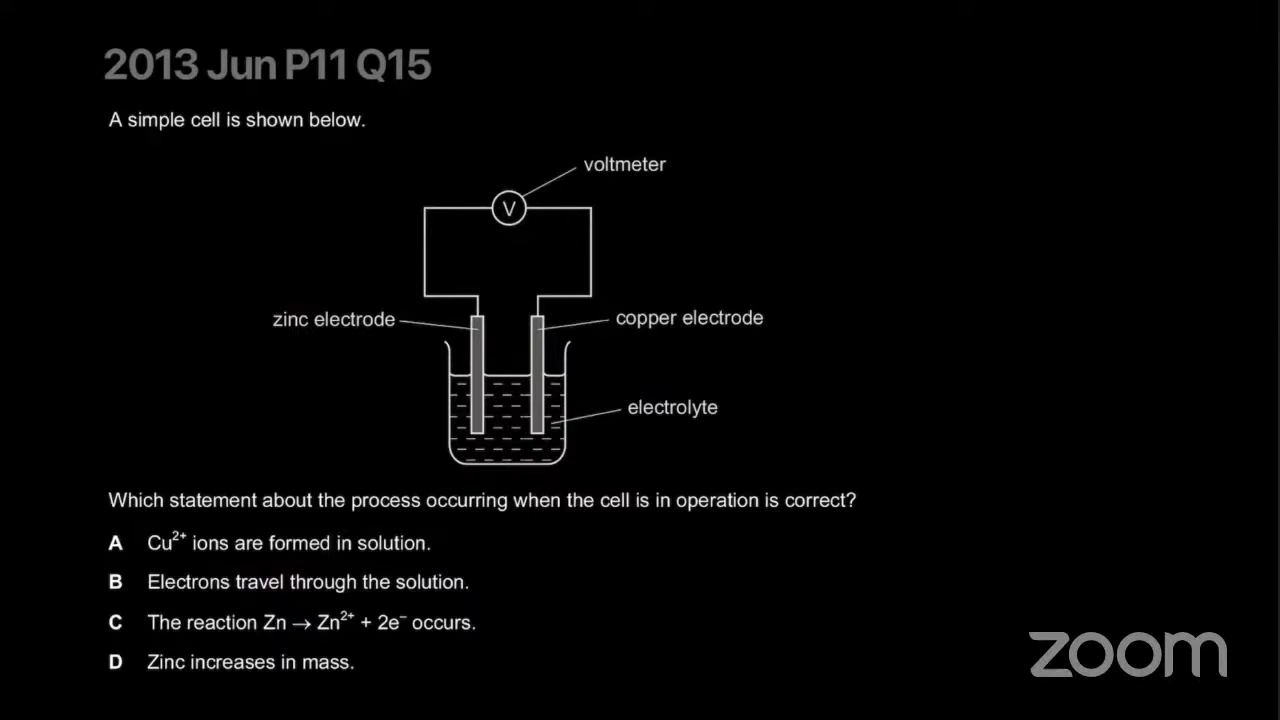 2013 Jun P11 Q15
A simple cell is shown below.
voltmeter
V
zinc electrode
copper electrode
electrolyte
Which statement about the process occurring when the cell is in operation is correct?
A Cu²⁺ ions are formed in solution.
B Electrons travel through the solution.
C The reaction Zn → Zn²⁺ + 2e⁻ occurs.
D Zinc increases in mass.
zoom